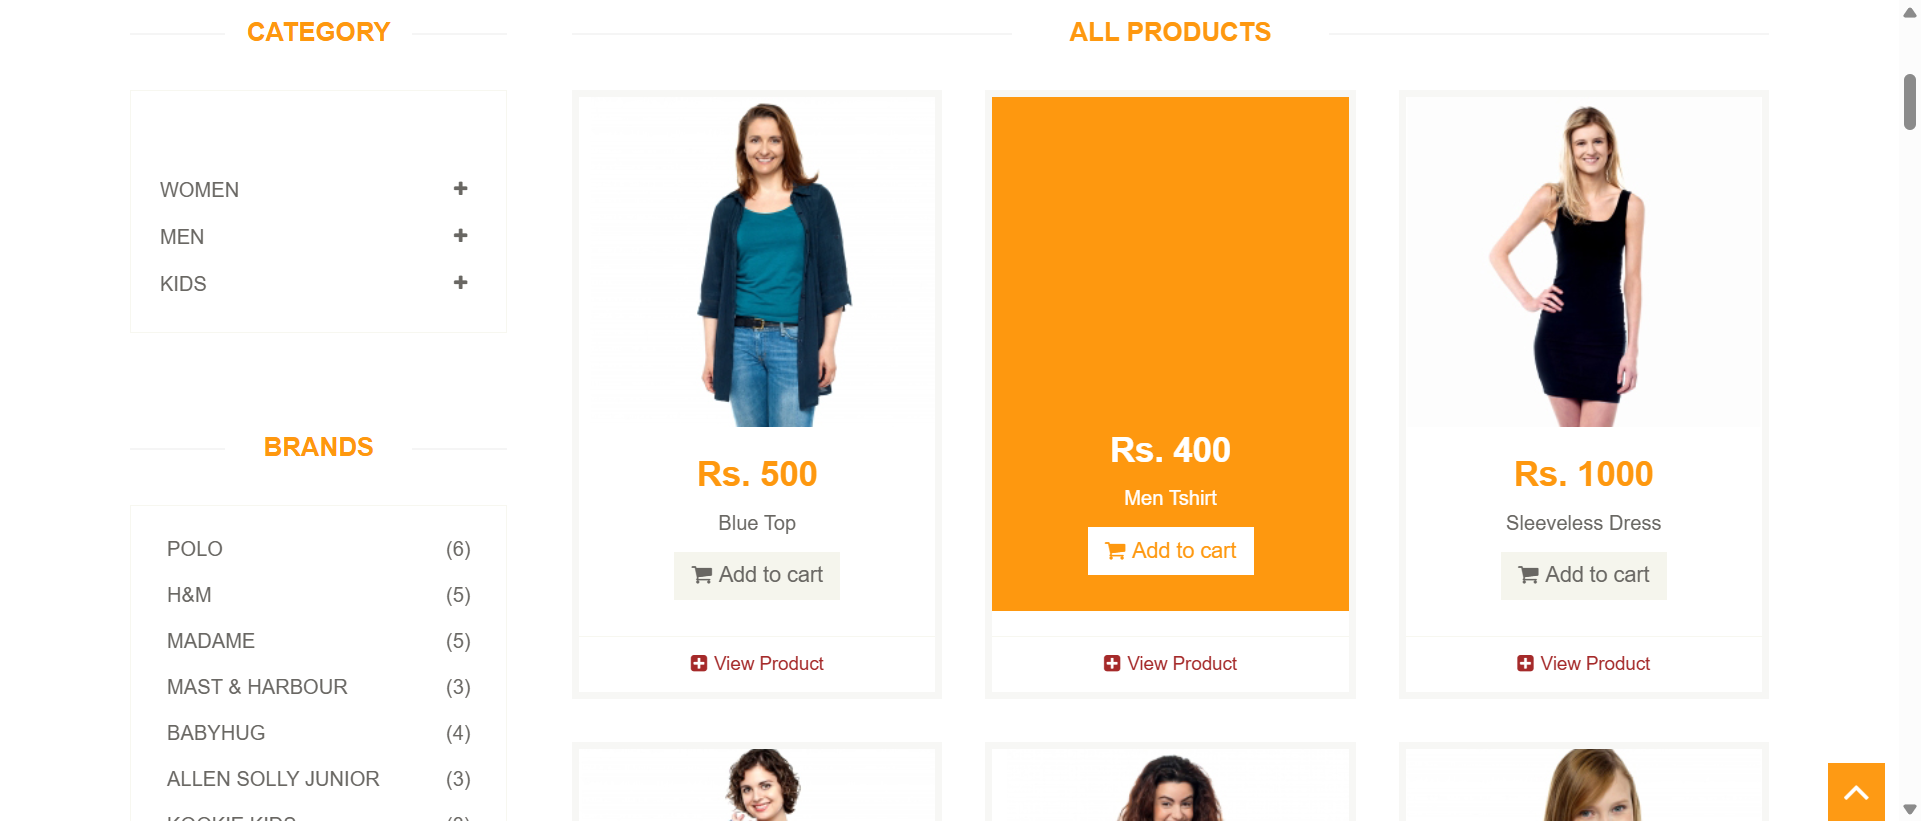 CATEGORY
WOMEN
MEN
KIDS
BRANDS
POLO (6)
H&M (5)
MADAME (5)
MAST & HARBOUR (3)
BABYHUG (4)
ALLEN SOLLY JUNIOR (3)
ALL PRODUCTS
Rs. 500
Blue Top
Add to cart
View Product
Rs. 400
Men Tshirt
Add to cart
View Product
Rs. 1000
Sleeveless Dress
Add to cart
View Product